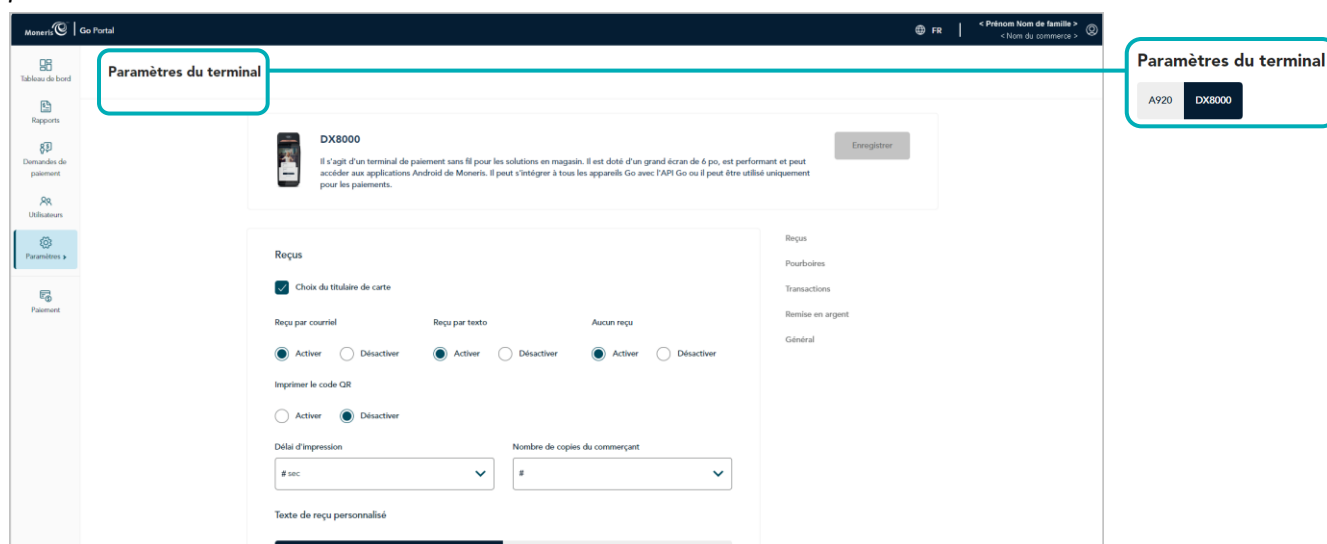 Moneris Go Portal
FR
< Prénom Nom de famille >
< Nom du commerce >
Tableau de bord
Rapports
Demandes de
paiement
Utilisateurs
Paramètres
Paiement
Paramètres du terminal
Paramètres du terminal
A920 DX8000
DX8000
Il s'agit d'un terminal de paiement sans fil pour les solutions en magasin. Il est doté d'un grand écran de 6 po, est performant et peut
accéder aux applications Android de Moneris. Il peut s'intégrer à tous les appareils Go avec l'API Go ou il peut être utilisé uniquement
pour les paiements.
Enregistrer
Reçus
Choix du titulaire de carte
Reçu par courriel Reçu par texto Aucun reçu
Activer Désactiver Activer Désactiver Activer Désactiver
Imprimer le code QR
Activer Désactiver
Délai d'impression Nombre de copies du commerçant
# sec #
Texte de reçu personnalisé
Reçus
Pourboires
Transactions
Remise en argent
Général